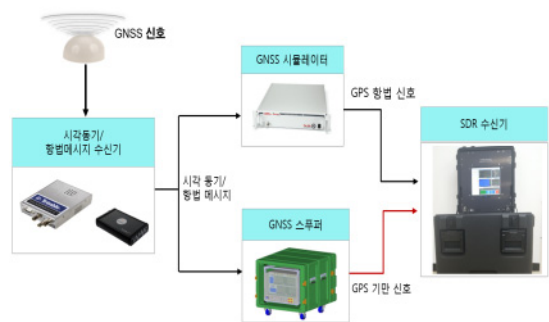 GNSS 신호
시각동기/
항법메시지 수신기
시각 동기/
항법 메시지
GNSS 시뮬레이터
GPS 항법 신호
GNSS 스푸퍼
GPS 기만 신호
SDR 수신기